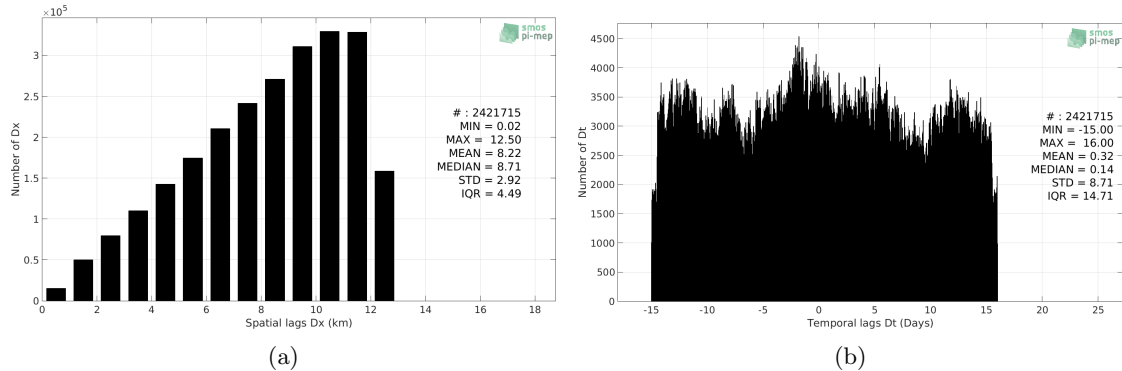 ×10^5
3
2.5
2
1.5
1
0.5
0
Number of Dx
0 2 4 6 8 10 12 14 16 18
Spatial lags Dx (km)
smos
pi-mep
# : 2421715
MIN = 0.02
MAX = 12.50
MEAN = 8.22
MEDIAN = 8.71
STD = 2.92
IQR = 4.49
(a)
4500
4000
3500
3000
2500
2000
1500
1000
500
0
Number of Dt
-15 -10 -5 0 5 10 15 20 25
Temporal lags Dt (Days)
smos
pi-mep
# : 2421715
MIN = -15.00
MAX = 16.00
MEAN = 0.32
MEDIAN = 0.14
STD = 8.71
IQR = 14.71
(b)